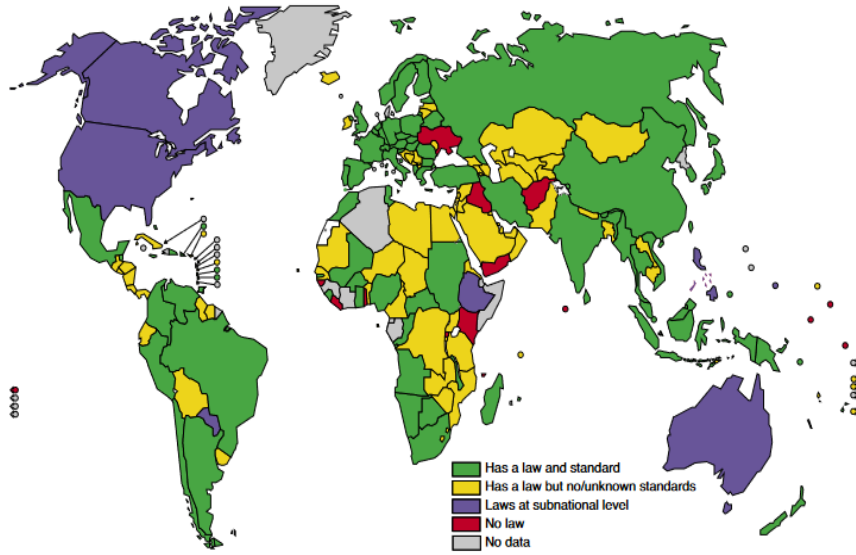 Has a law and standard
Has a law but no/unknown standards
Laws at subnational level
No law
No data